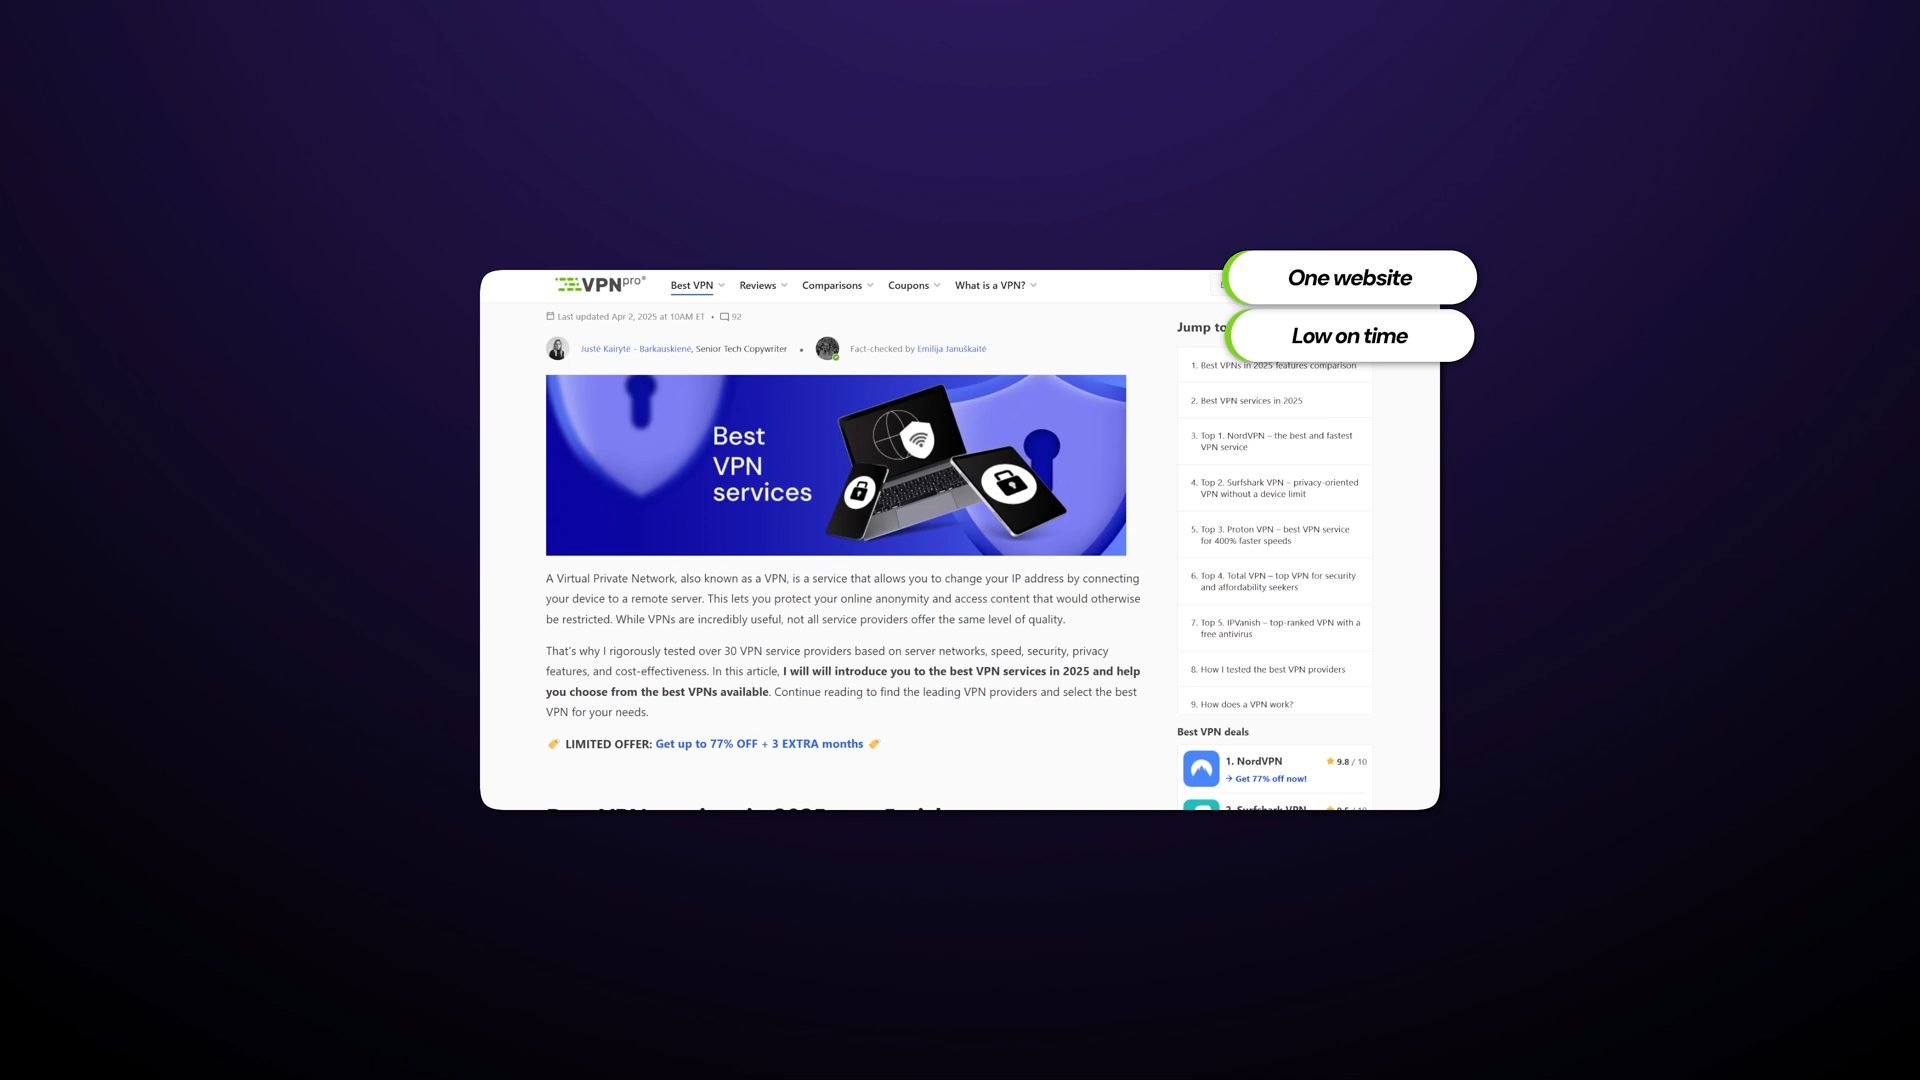 One website
Low on time
VPNpro®
Best VPN
Reviews
Comparisons
Coupons
What is a VPN?
Last updated Apr 2, 2025 at 10AM ET • 92
Justė Kairytė - Barkauskienė, Senior Tech Copywriter • Fact-checked by Emilija Januškaitė
Best
VPN
services
A Virtual Private Network, also known as a VPN, is a service that allows you to change your IP address by connecting
your device to a remote server. This lets you protect your online anonymity and access content that would otherwise
be restricted. While VPNs are incredibly useful, not all service providers offer the same level of quality.
That's why I rigorously tested over 30 VPN service providers based on server networks, speed, security, privacy
features, and cost-effectiveness. In this article, I will will introduce you to the best VPN services in 2025 and help
you choose from the best VPNs available. Continue reading to find the leading VPN providers and select the best
VPN for your needs.
LIMITED OFFER: Get up to 77% OFF + 3 EXTRA months
Jump to
1. Best VPNs in 2025 features comparison
2. Best VPN services in 2025
3. Top 1. NordVPN – the best and fastest
VPN service
4. Top 2. Surfshark VPN – privacy-oriented
VPN without a device limit
5. Top 3. Proton VPN – best VPN service
for 400% faster speeds
6. Top 4. Total VPN – top VPN for security
and affordability seekers
7. Top 5. IPVanish – top-ranked VPN with a
free antivirus
8. How I tested the best VPN providers
9. How does a VPN work?
Best VPN deals
1. NordVPN
9.8 / 10
→ Get 77% off now!
2. Surfshark VPN